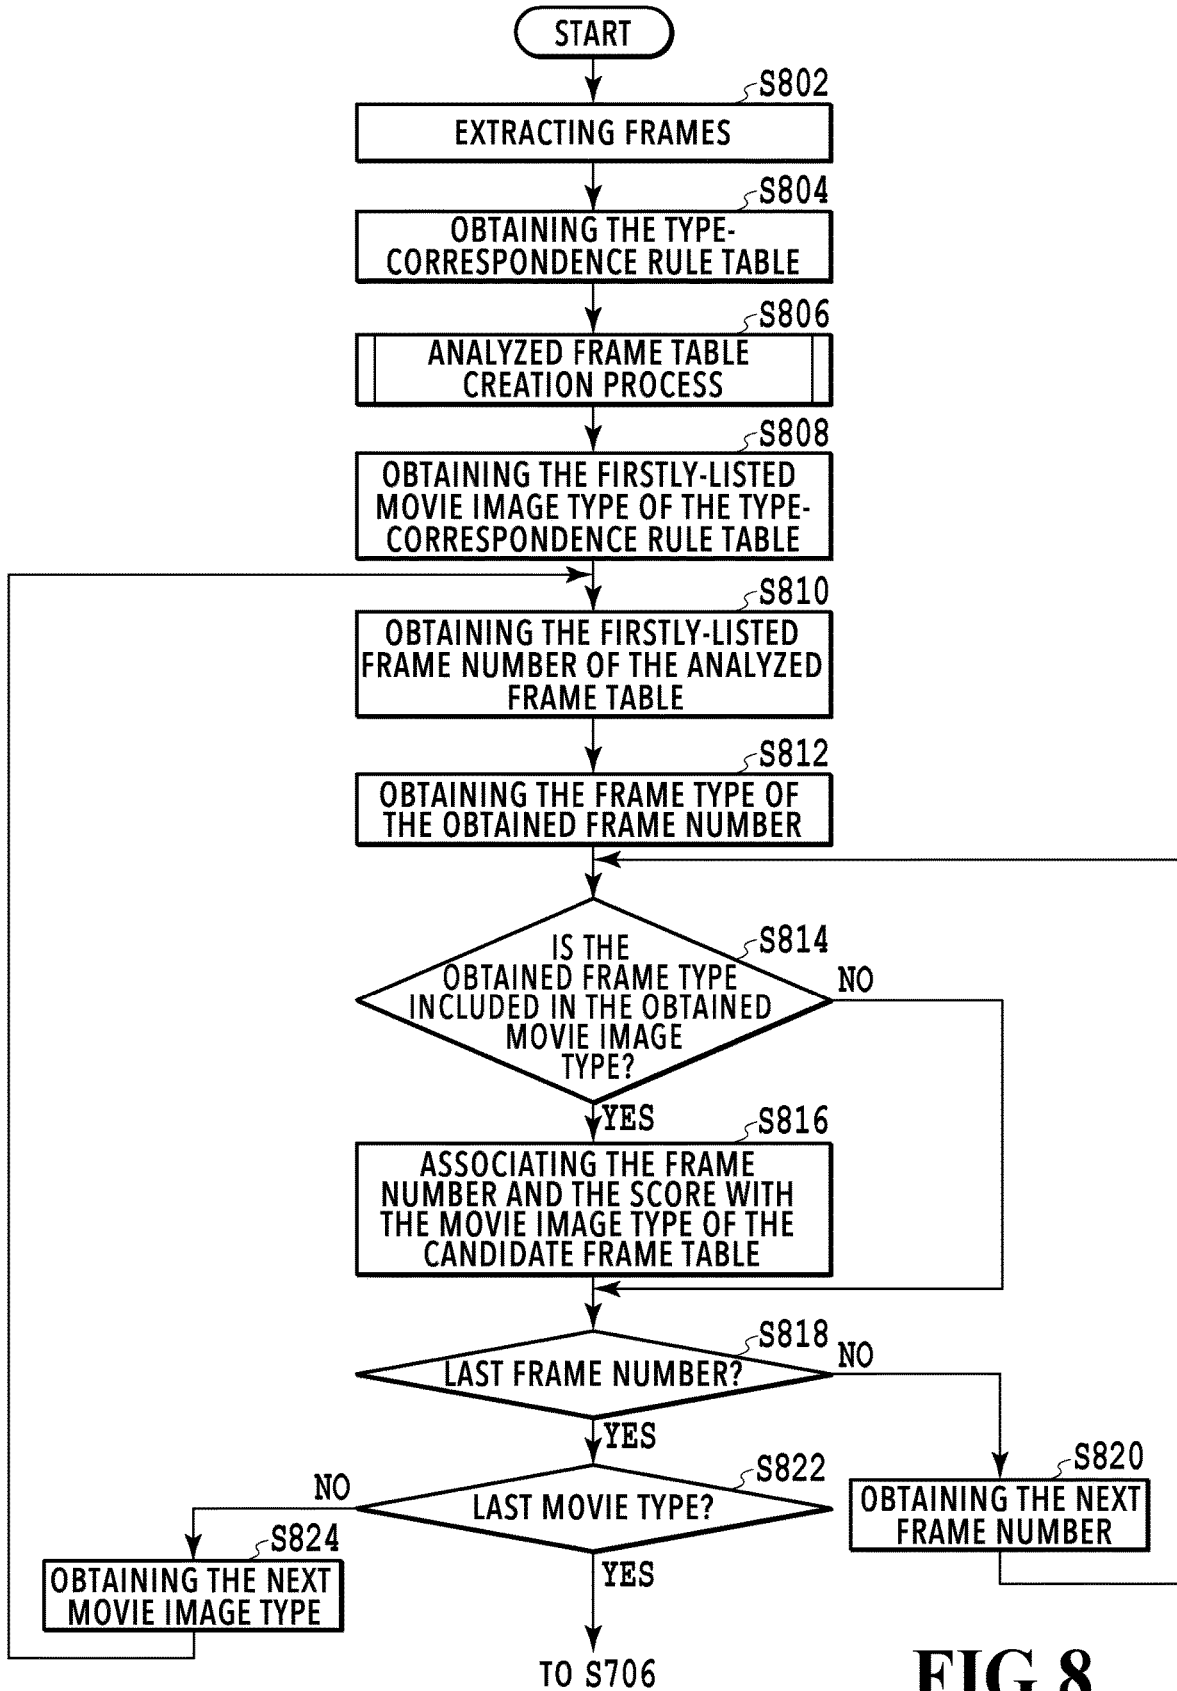 START
S802
EXTRACTING FRAMES
S804
OBTAINING THE TYPE-
CORRESPONDENCE RULE TABLE
S806
ANALYZED FRAME TABLE
CREATION PROCESS
S808
OBTAINING THE FIRSTLY-LISTED
MOVIE IMAGE TYPE OF THE TYPE-
CORRESPONDENCE RULE TABLE
S810
OBTAINING THE FIRSTLY-LISTED
FRAME NUMBER OF THE ANALYZED
FRAME TABLE
S812
OBTAINING THE FRAME TYPE OF
THE OBTAINED FRAME NUMBER
S814
IS THE
OBTAINED FRAME TYPE
INCLUDED IN THE OBTAINED
MOVIE IMAGE
TYPE?
NO
YES
S816
ASSOCIATING THE FRAME
NUMBER AND THE SCORE WITH
THE MOVIE IMAGE TYPE OF THE
CANDIDATE FRAME TABLE
S818
LAST FRAME NUMBER?
NO
YES
S820
OBTAINING THE NEXT
FRAME NUMBER
S822
LAST MOVIE TYPE?
NO
YES
S824
OBTAINING THE NEXT
MOVIE IMAGE TYPE
TO S706
FIG.8